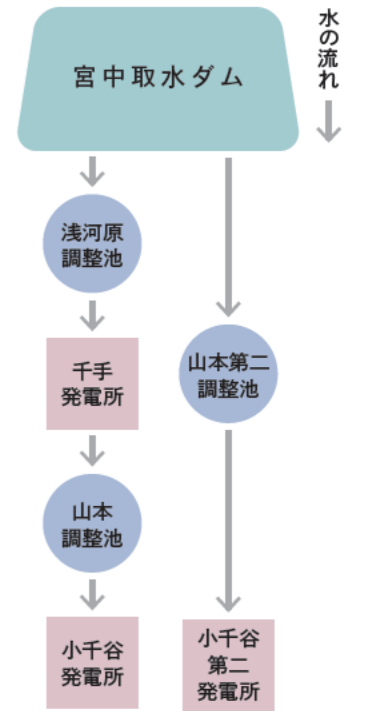 宮中取水ダム
水の流れ
浅河原
調整池
千手
発電所
山本
調整池
小千谷
発電所
山本第二
調整池
小千谷
第二
発電所